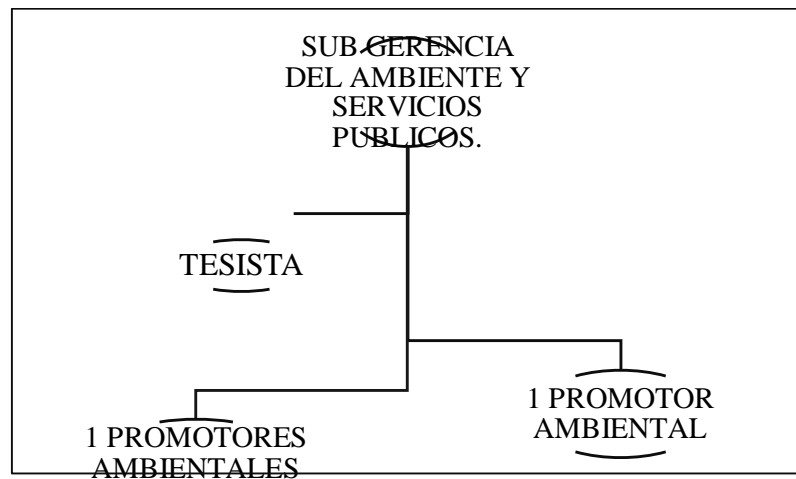 SUB GERENCIA
DEL AMBIENTE Y
SERVICIOS
PUBLICOS.
TESISTA
1 PROMOTOR
AMBIENTAL
1 PROMOTORES
AMBIENTALES